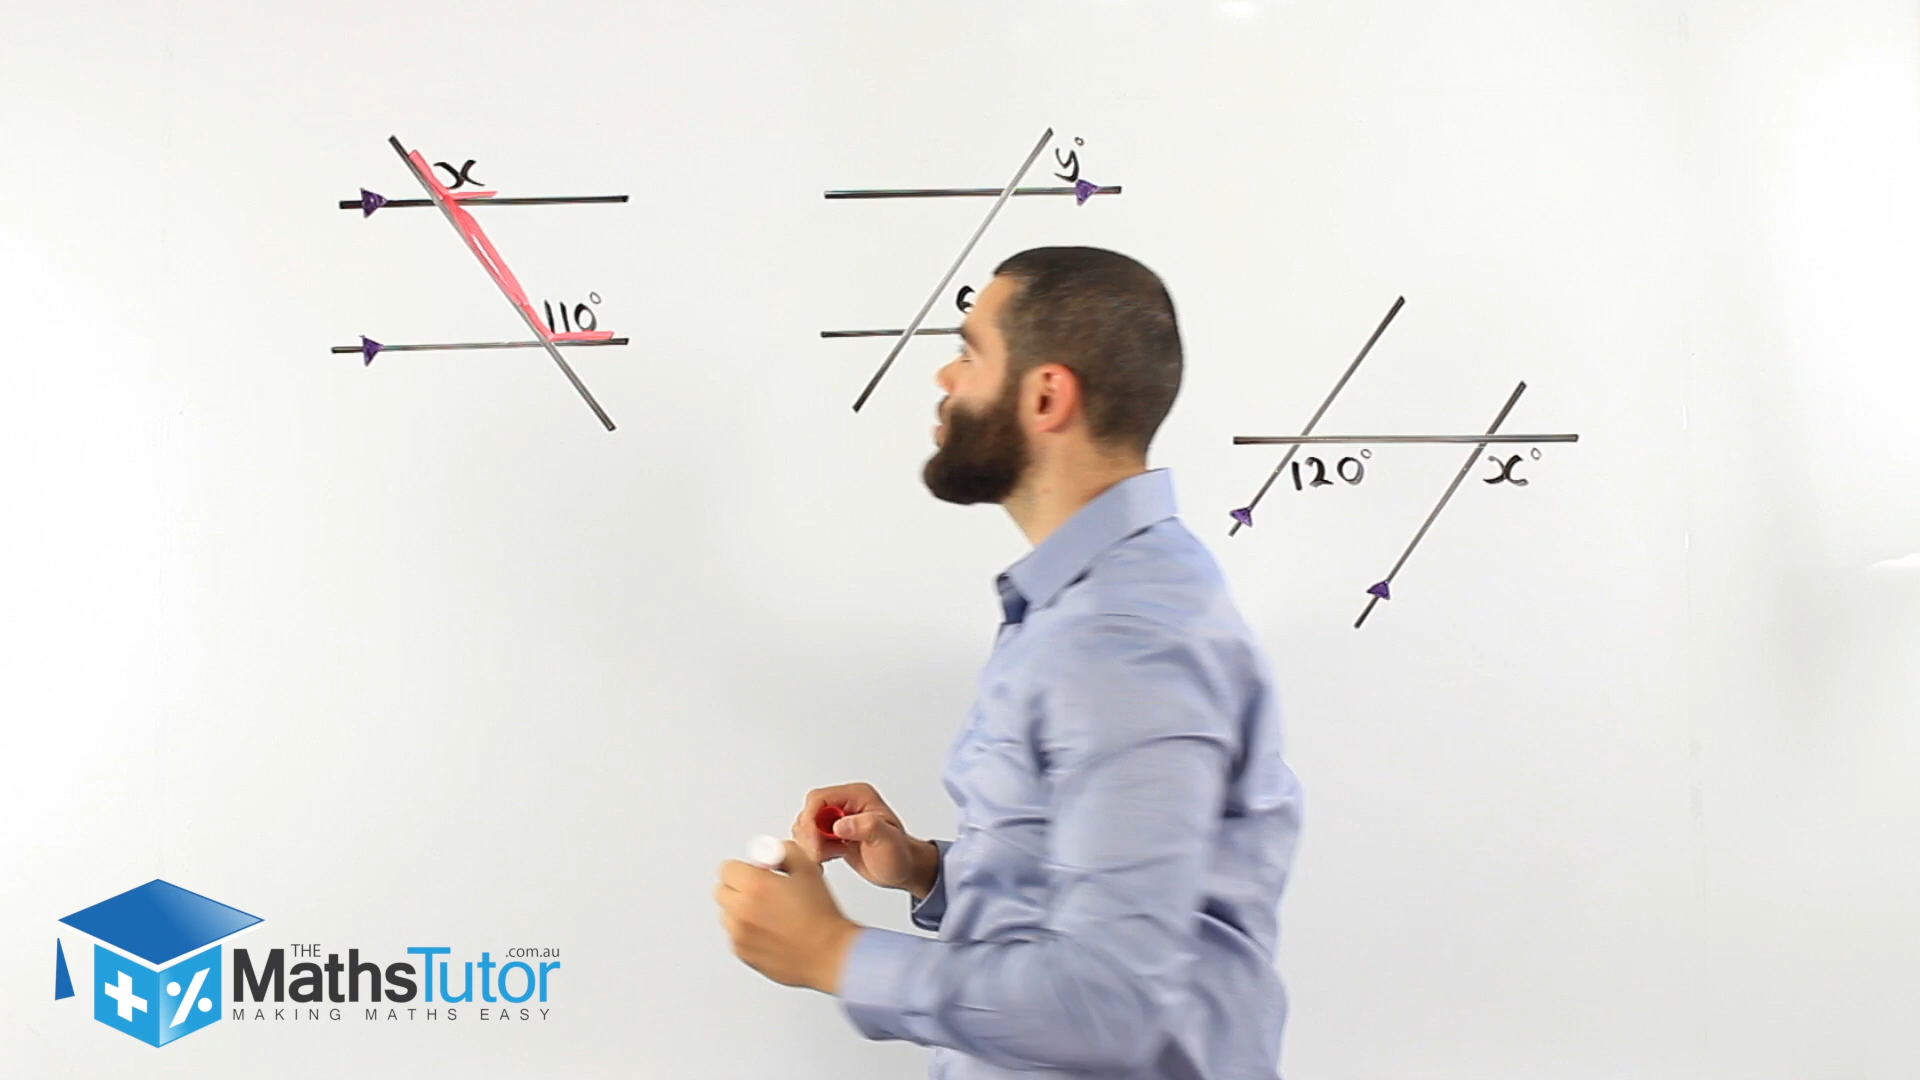 x
110°
y°
120°
x°
THE
MathsTutor
.com.au
MAKING MATHS EASY